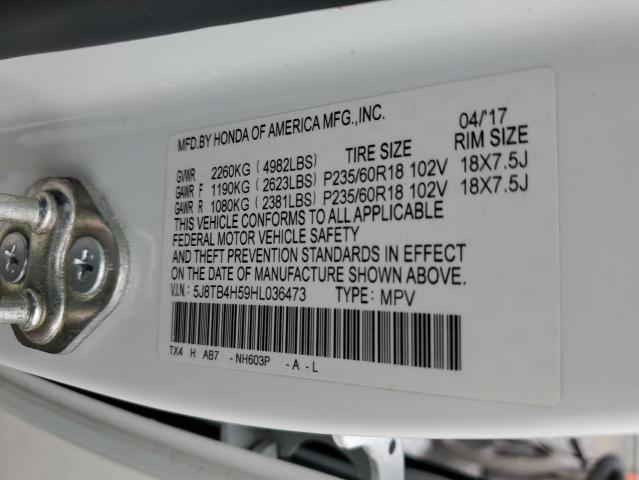 MFD.BY HONDA OF AMERICA MFG.,INC. 04/'17
GVWR 2260KG ( 4982LBS) TIRE SIZE RIM SIZE
GAWR F 1190KG ( 2623LBS) P235/60R18 102V 18X7.5J
GAWR R 1080KG ( 2381LBS) P235/60R18 102V 18X7.5J
THIS VEHICLE CONFORMS TO ALL APPLICABLE
FEDERAL MOTOR VEHICLE SAFETY
AND THEFT PREVENTION STANDARDS IN EFFECT
ON THE DATE OF MANUFACTURE SHOWN ABOVE.
V.I.N.: 5J8TB4H59HL036473 TYPE: MPV
TX4 H AB7 - NH603P - A - L